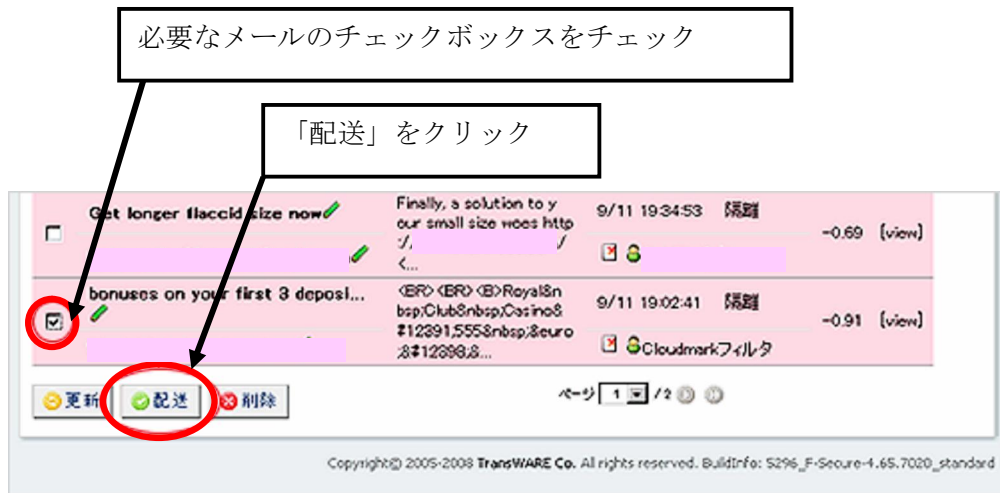 必要なメールのチェックボックスをチェック
「配送」をクリック
Get longer flaccid size now
Finally, a solution to y
our small size woes http
:/, /
<...
9/11 19:34:53 隔離
-0.69 [view]
bonuses on your first 3 deposi...
<BR> <BR> <B>Royal&n
bsp;Club&nbsp;Casino&
#12391,555&nbsp;&euro
;&#12398;&...
9/11 19:02:41 隔離
Cloudmarkフィルタ
-0.91 [view]
更新 配送 削除
ページ 1 / 2
Copyright© 2005-2008 TransWARE Co. All rights reserved. BuildInfo: 5296_F-Secure-4.65.7020_standard